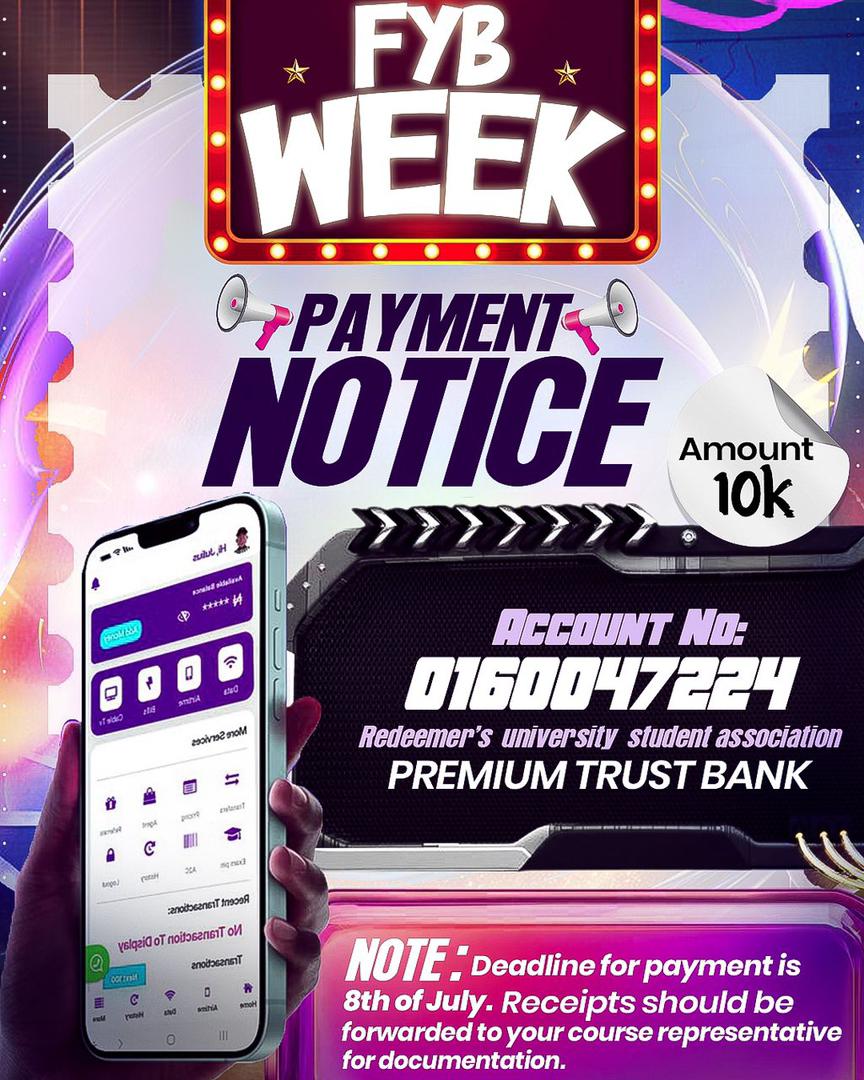 FYB
WEEK
PAYMENT
NOTICE
Amount
10k
Account No:
0160047224
Redeemer's university student association
PREMIUM TRUST BANK
Hi, Julius
Available Balance
₦ ******
Add Money
Data
Airtime
Bills
Cable Tv
More Services
Transfers
Pricing
Agent
Referrals
Exam pin
A2C
History
Logout
Recent Transactions:
No Transaction To Display
Transactions
Next 100
Home
Airtime
Data
History
More
NOTE: Deadline for payment is
8th of July. Receipts should be
forwarded to your course representative
for documentation.